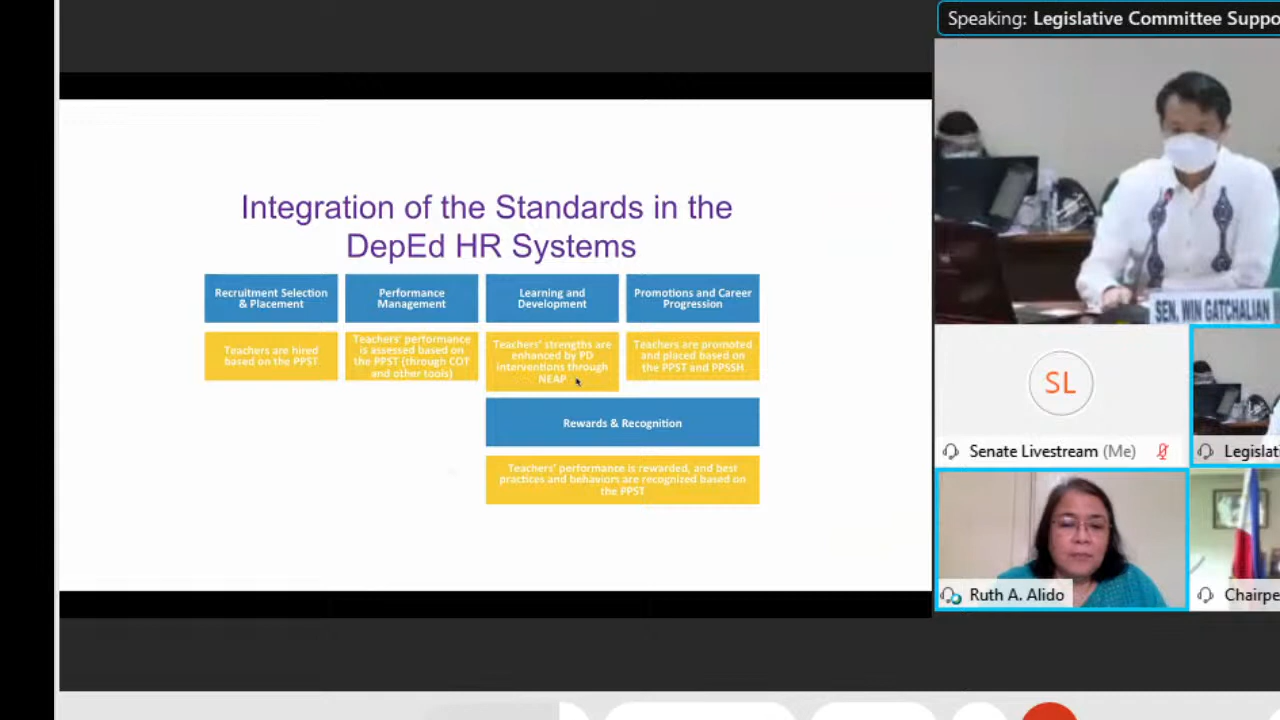 Speaking: Legislative Committee Suppo
Integration of the Standards in the
DepEd HR Systems
Recruitment Selection
& Placement
Performance
Management
Learning and
Development
Promotions and Career
Progression
Teachers are hired
based on the PPST
Teachers' performance
is assessed based on
the PPST (through COT
and other tools)
Teachers' strengths are
enhanced by PD
interventions through
NEAP
Teachers are promoted
and placed based on
the PPST and PPSSH
Rewards & Recognition
Teachers' performance is rewarded, and best
practices and behaviors are recognized based on
the PPST
SEN. WIN GATCHALIAN
SL
Senate Livestream (Me)
Legislati
Ruth A. Alido
Chairpe